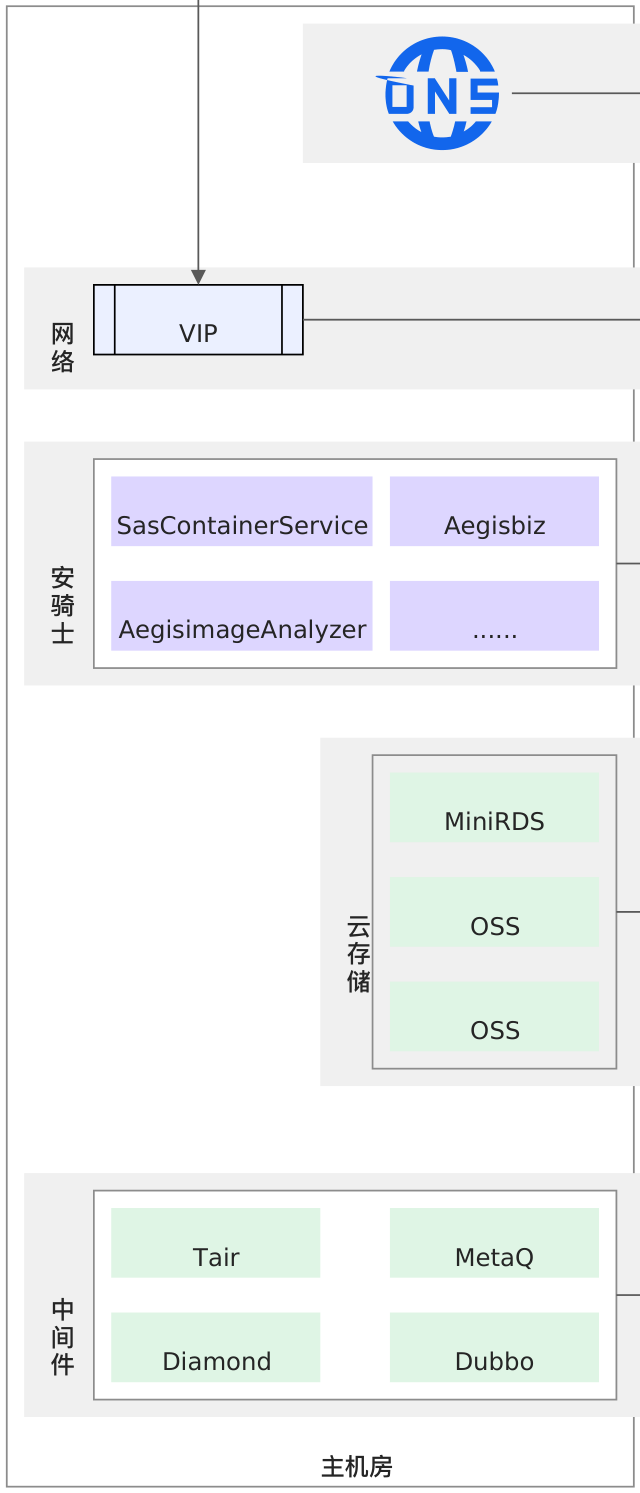 DNS
VIP
网络
SasContainerService
Aegisbiz
安骑士
AegisimageAnalyzer
......
MiniRDS
云存储
OSS
OSS
Tair
MetaQ
中间件
Diamond
Dubbo
主机房